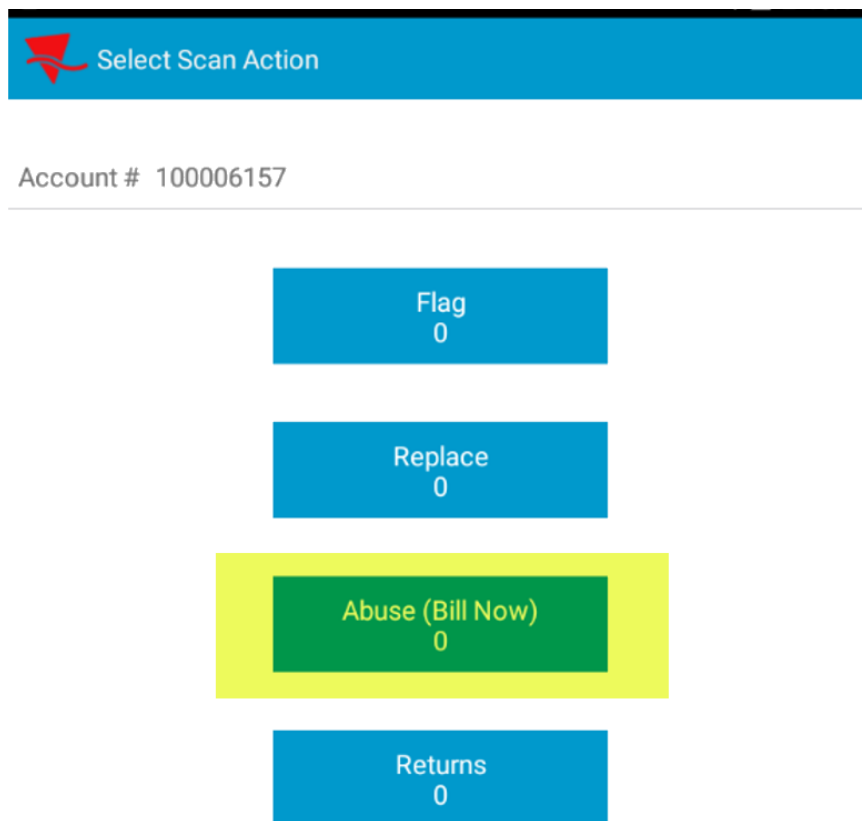 Select Scan Action
Account # 100006157
Flag
0
Replace
0
Abuse (Bill Now)
0
Returns
0